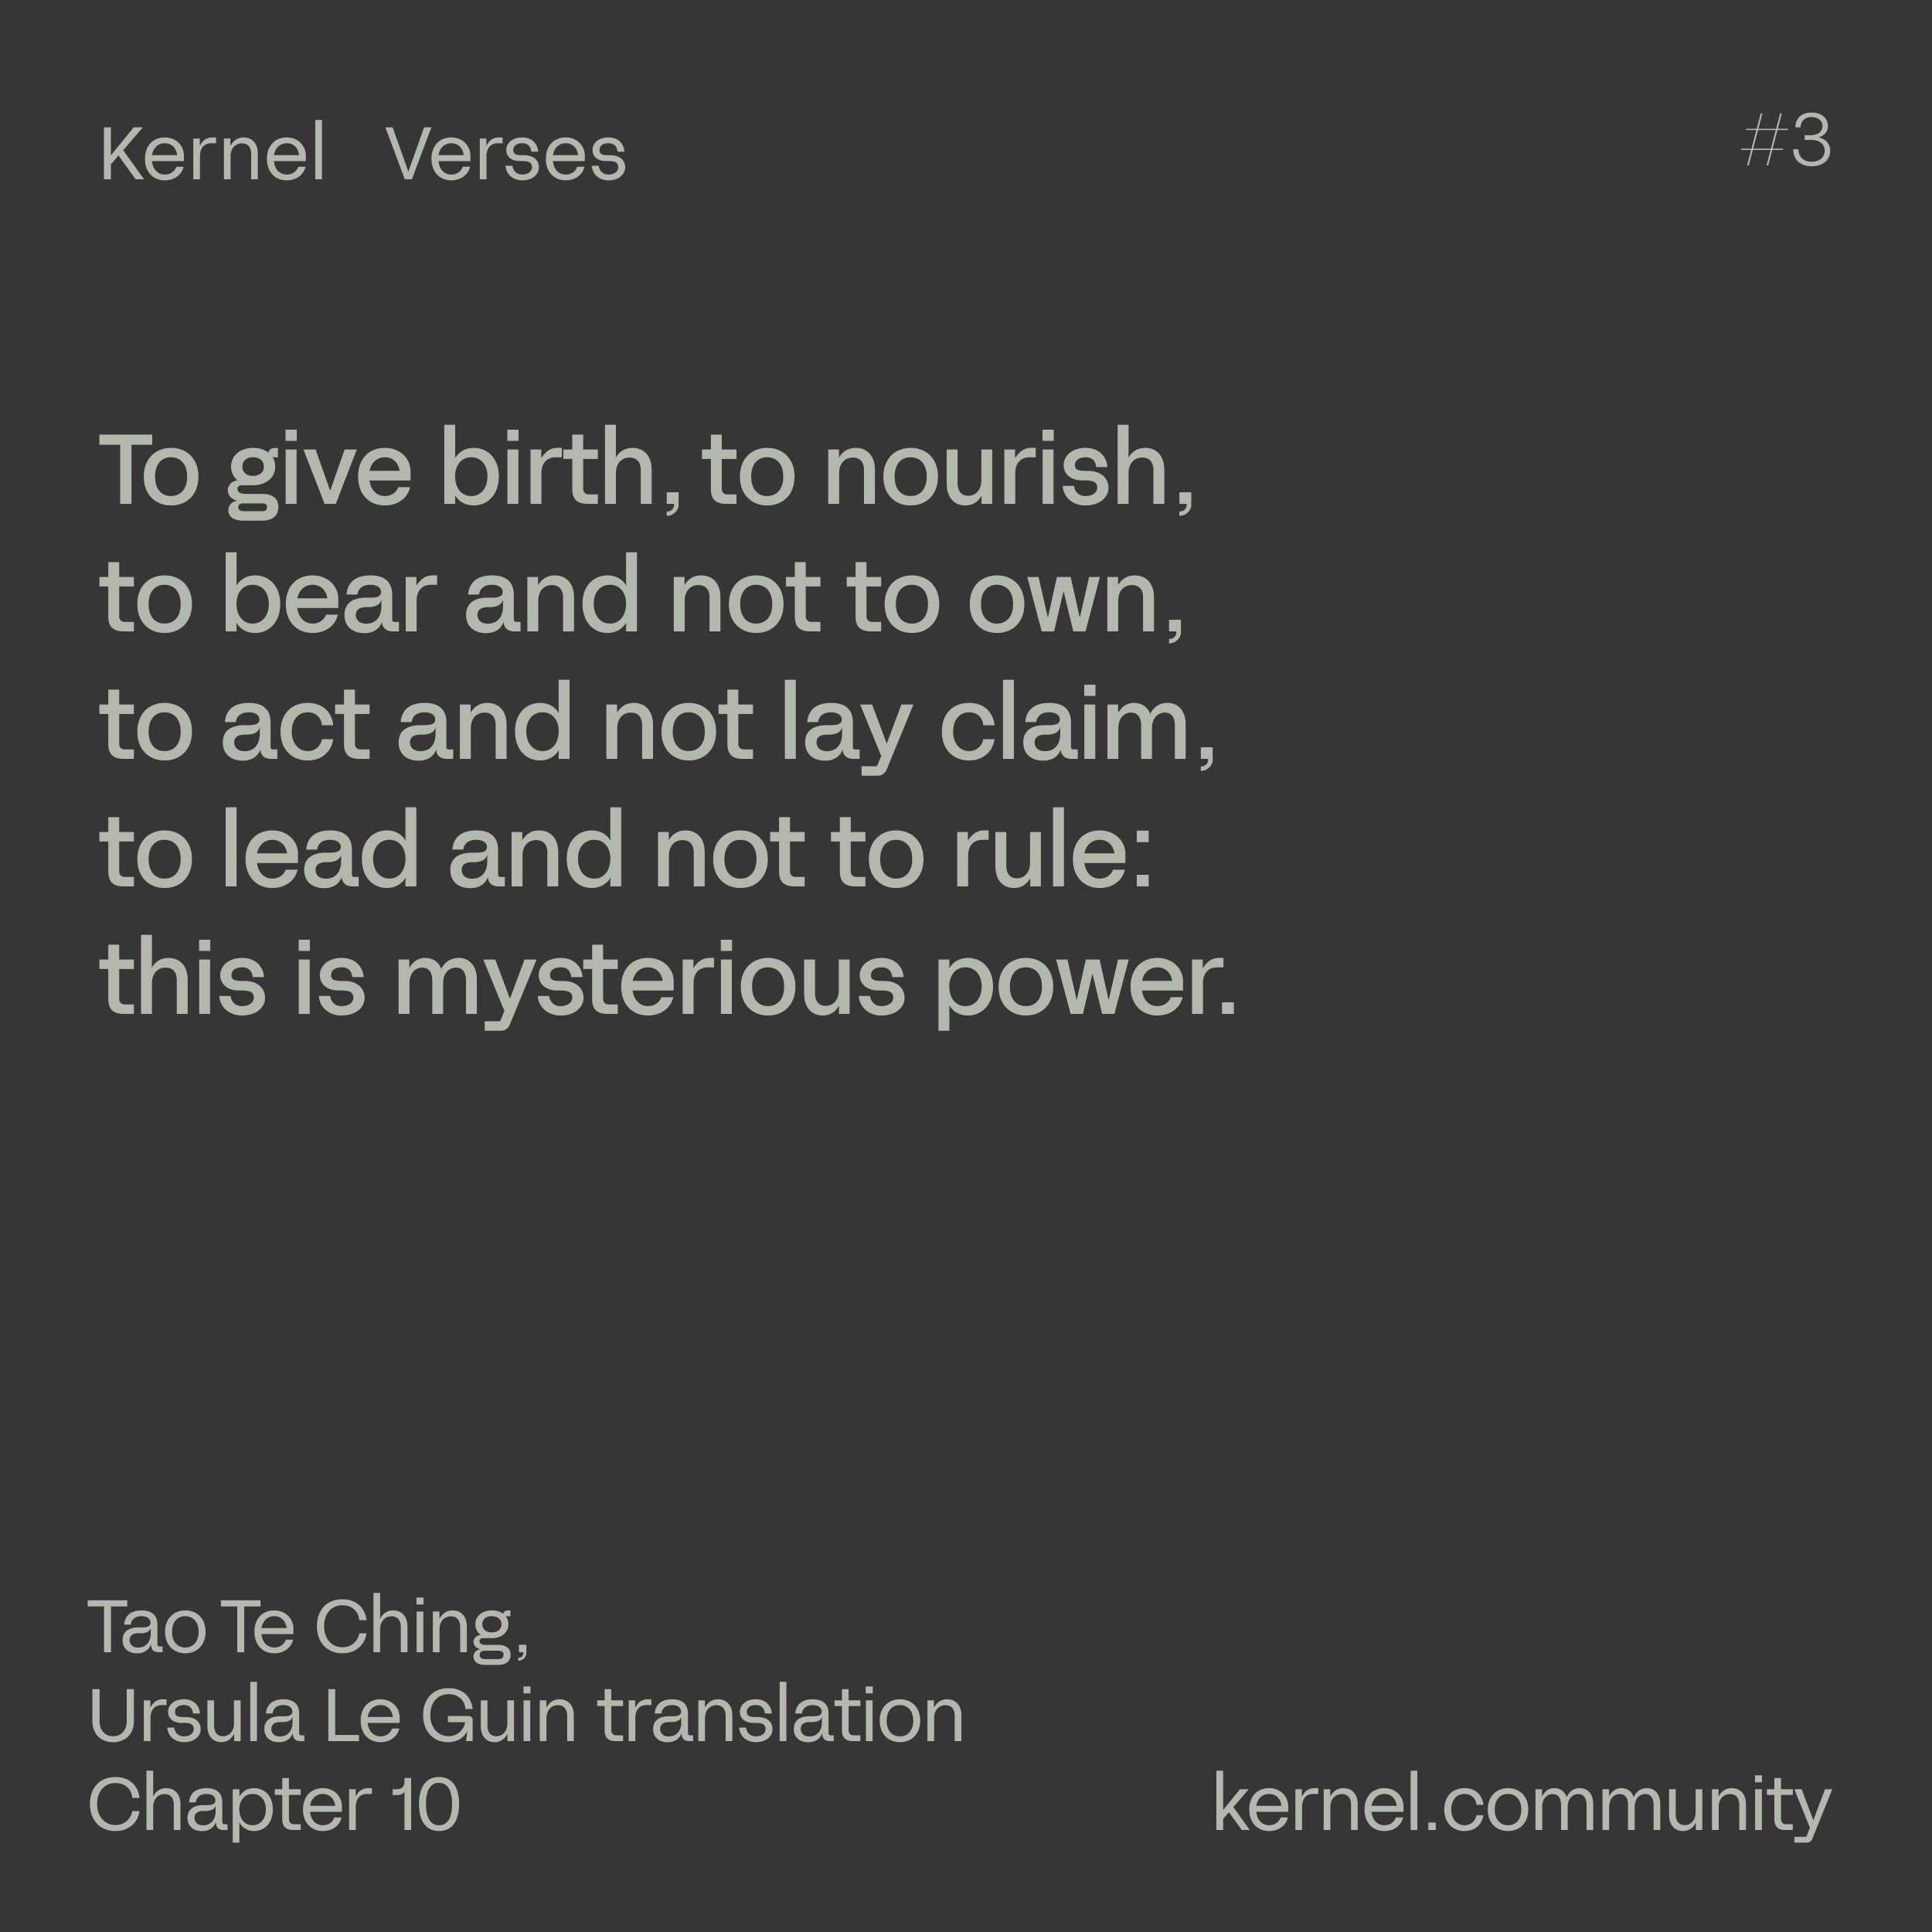 Kernel Verses
#3
To give birth, to nourish,
to bear and not to own,
to act and not lay claim,
to lead and not to rule:
this is mysterious power.
Tao Te Ching,
Ursula Le Guin translation
Chapter 10
kernel.community